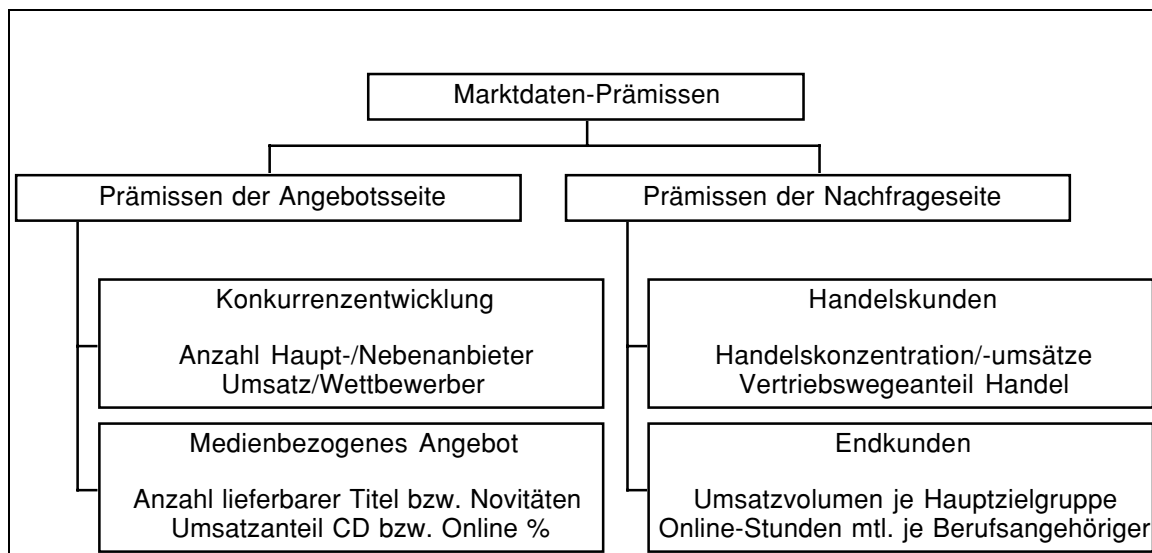 Marktdaten-Prämissen
Prämissen der Angebotsseite
Konkurrenzentwicklung
Anzahl Haupt-/Nebenanbieter
Umsatz/Wettbewerber
Medienbezogenes Angebot
Anzahl lieferbarer Titel bzw. Novitäten
Umsatzanteil CD bzw. Online %
Prämissen der Nachfrageseite
Handelskunden
Handelskonzentration/-umsätze
Vertriebswegeanteil Handel
Endkunden
Umsatzvolumen je Hauptzielgruppe
Online-Stunden mtl. je Berufsangehöriger